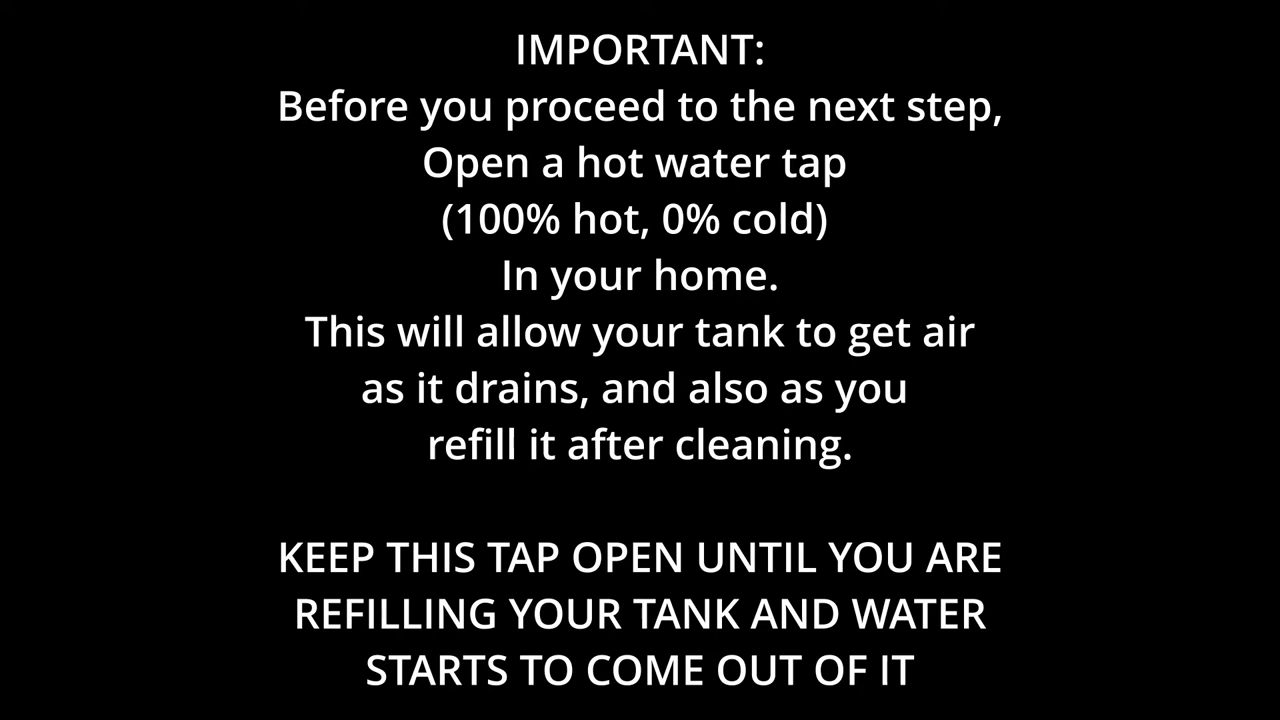 IMPORTANT:
Before you proceed to the next step,
Open a hot water tap
(100% hot, 0% cold)
In your home.
This will allow your tank to get air
as it drains, and also as you
refill it after cleaning.
KEEP THIS TAP OPEN UNTIL YOU ARE
REFILLING YOUR TANK AND WATER
STARTS TO COME OUT OF IT